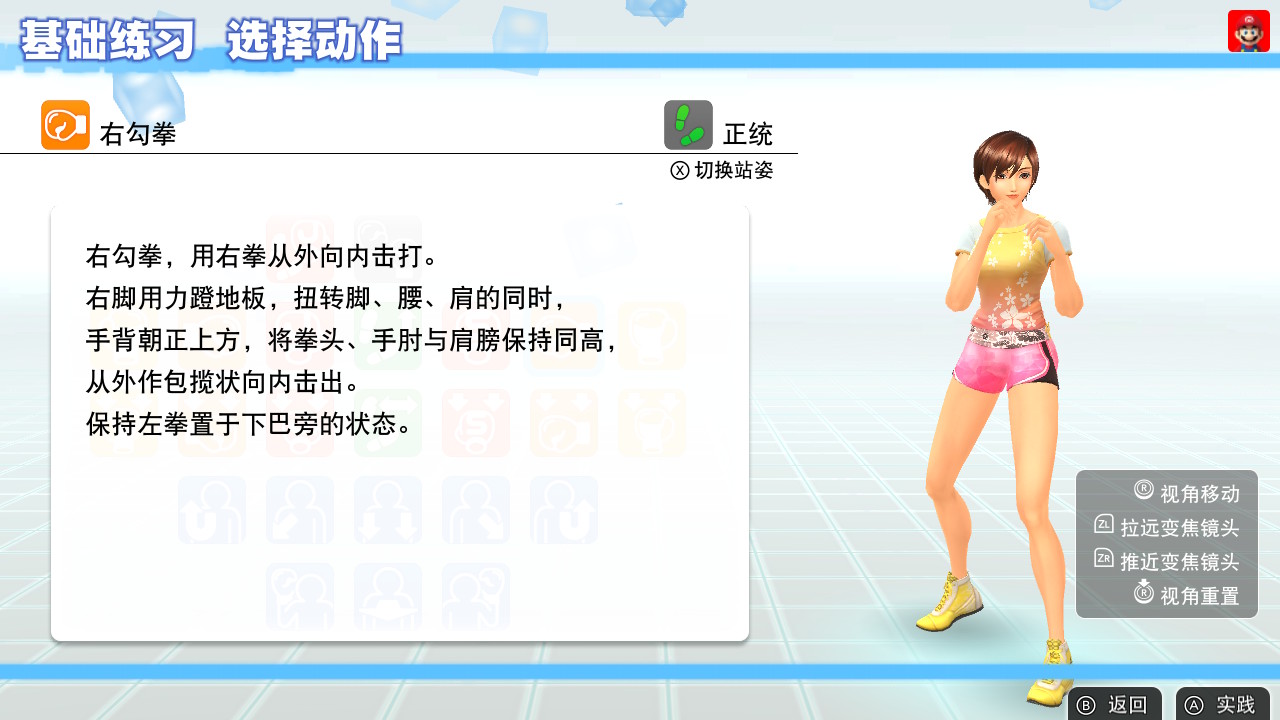 基础练习 选择动作
右勾拳
正统
Ⓧ切换站姿
右勾拳，用右拳从外向内击打。
右脚用力蹬地板，扭转脚、腰、肩的同时，
手背朝正上方，将拳头、手肘与肩膀保持同高，
从外作包揽状向内击出。
保持左拳置于下巴旁的状态。
Ⓡ 视角移动
ZL 拉远变焦镜头
ZR 推近变焦镜头
Ⓡ 视角重置
Ⓑ 返回
Ⓐ 实践